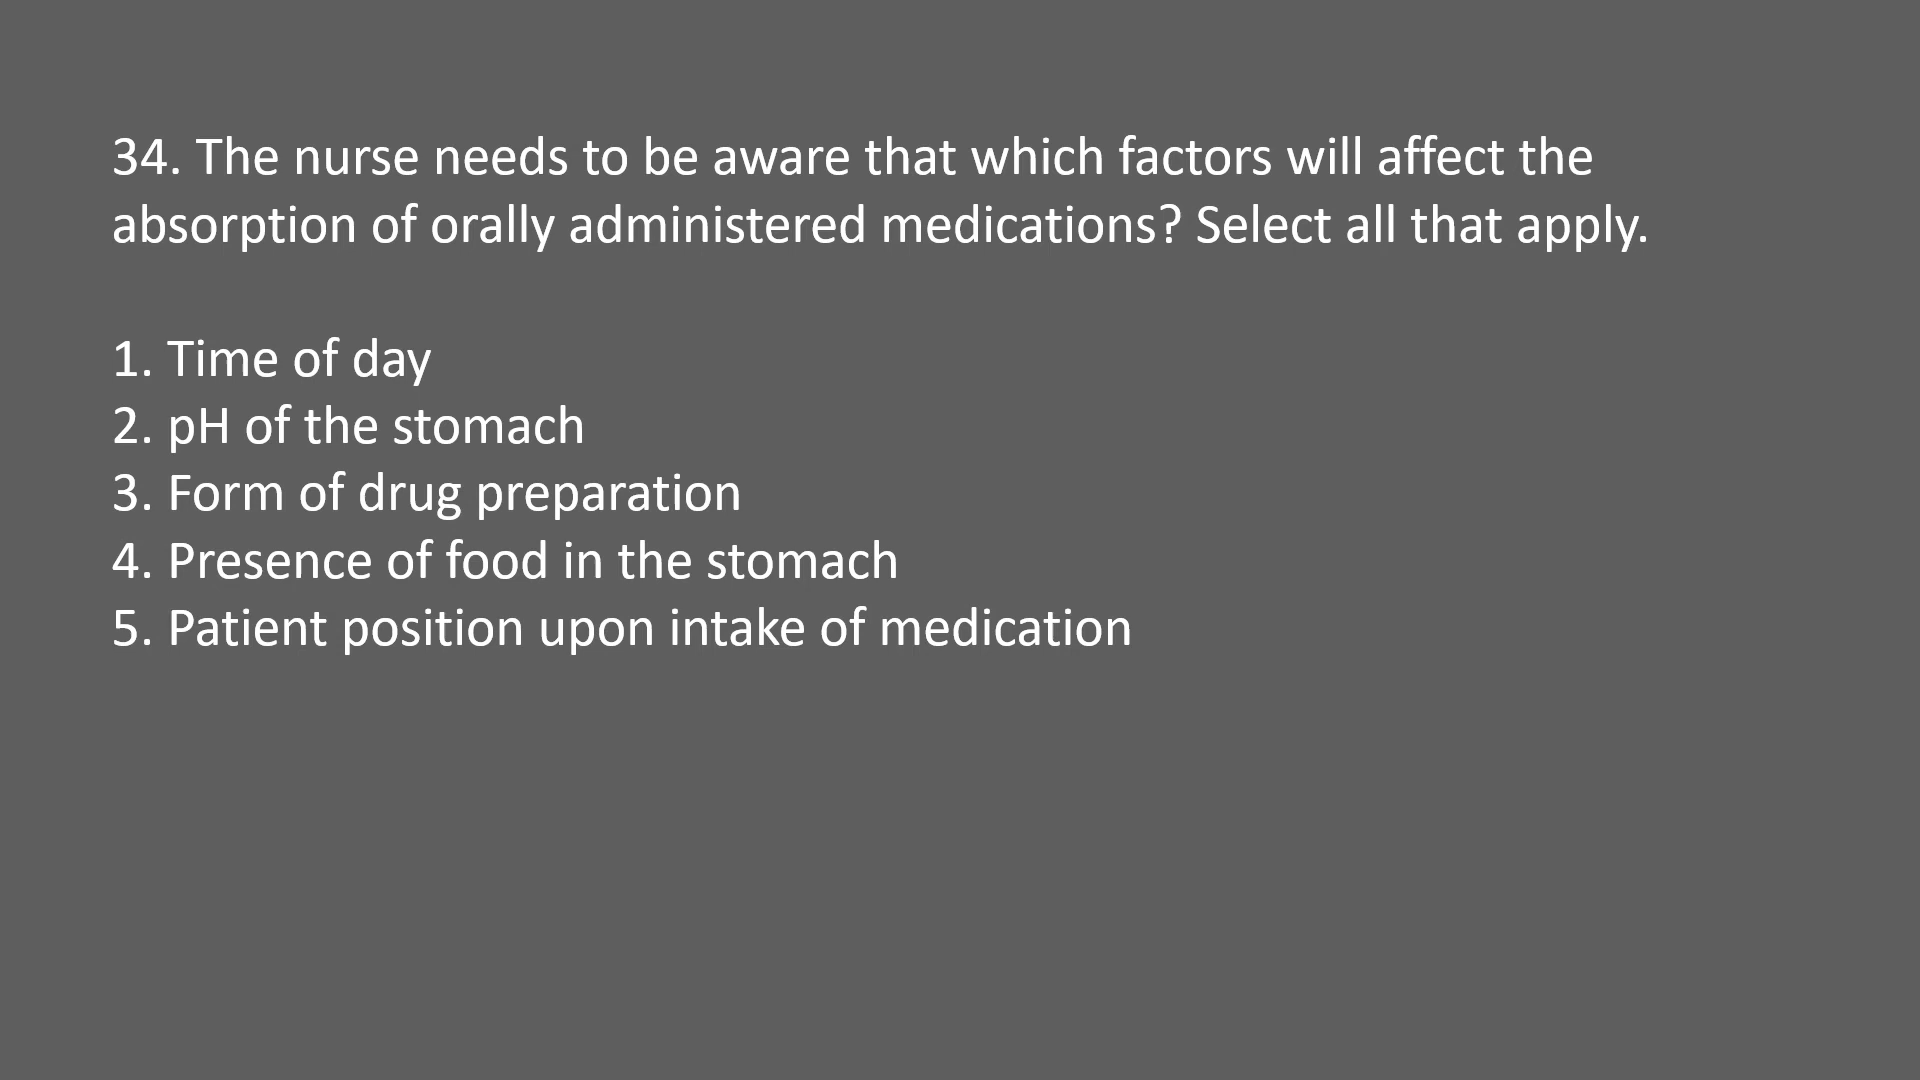 34. The nurse needs to be aware that which factors will affect the
absorption of orally administered medications? Select all that apply.
1. Time of day
2. pH of the stomach
3. Form of drug preparation
4. Presence of food in the stomach
5. Patient position upon intake of medication